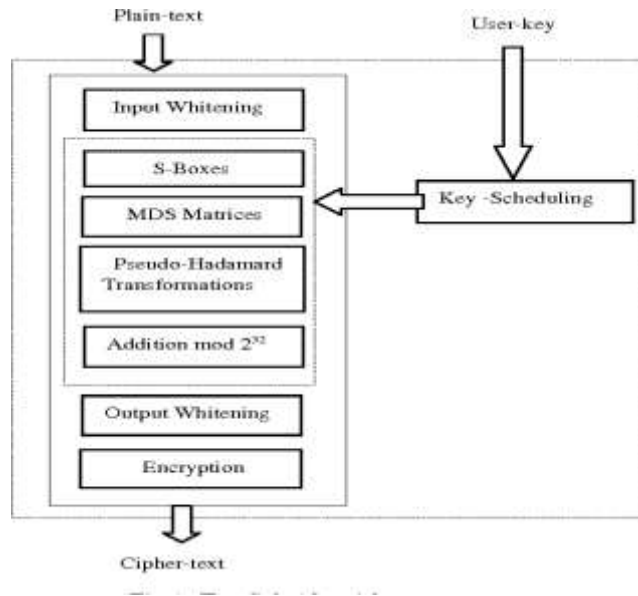 Plain-text
User-key
Input Whitening
S-Boxes
MDS Matrices
Key -Scheduling
Pseudo-Hadamard
Transformations
Addition mod 2³²
Output Whitening
Encryption
Cipher-text